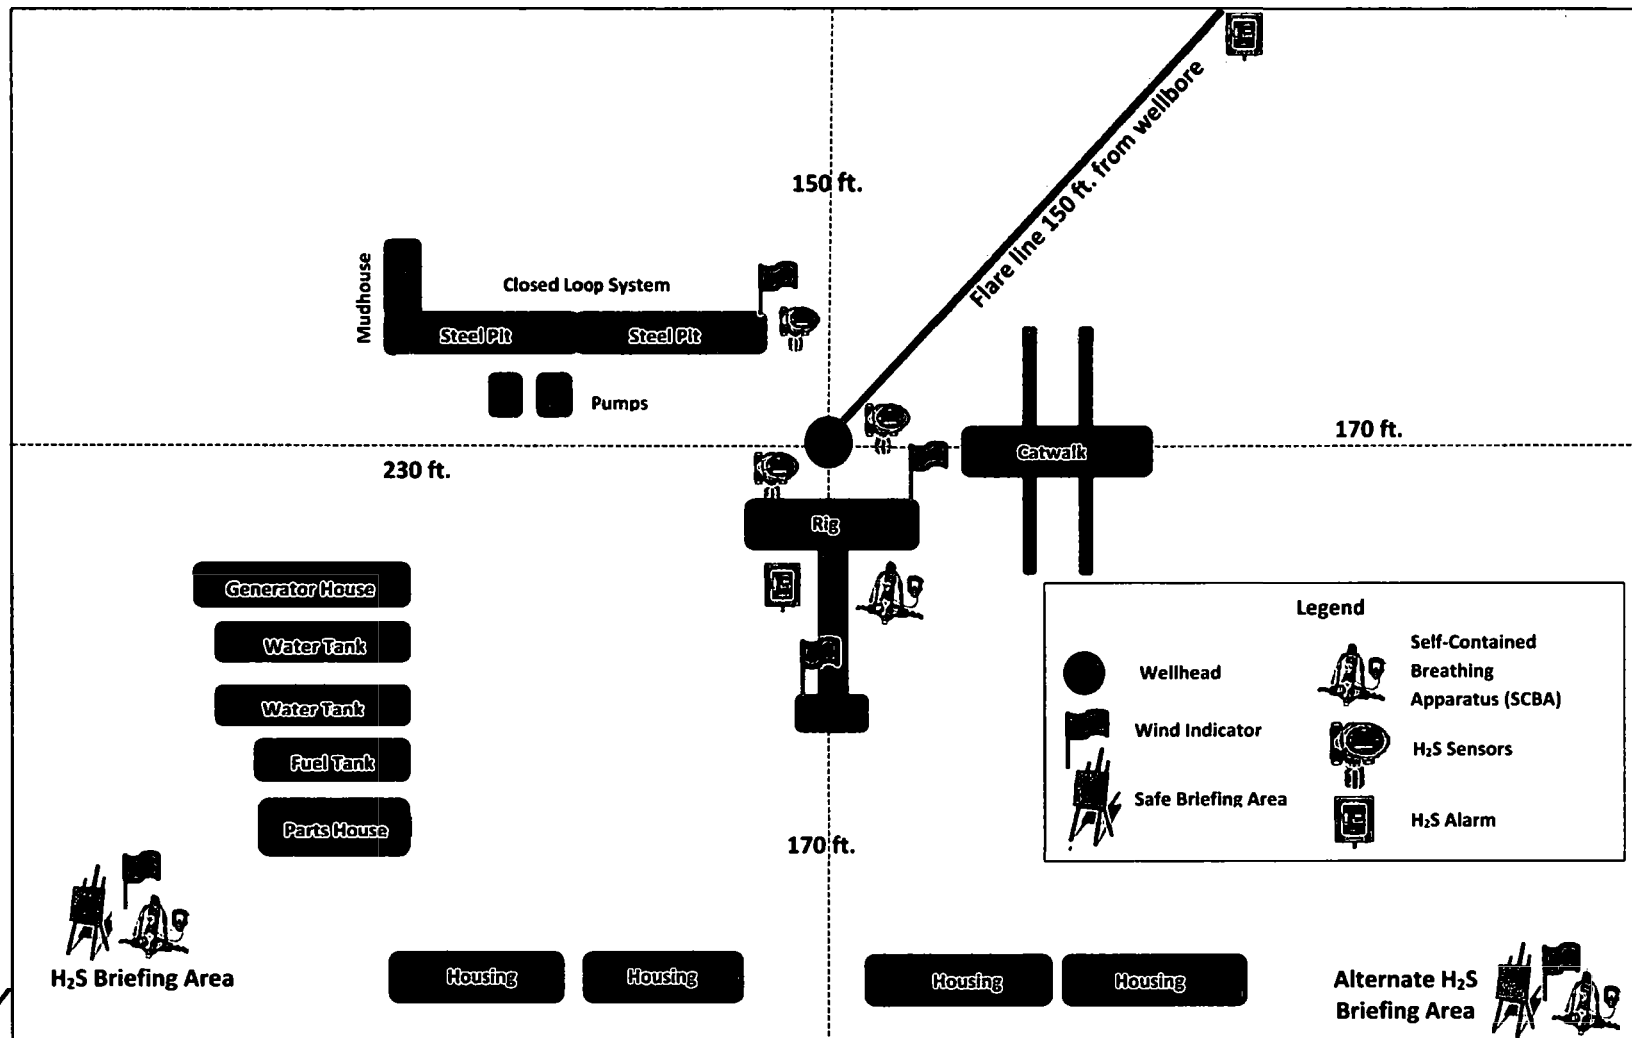 Flare line 150 ft. from wellbore
150 ft.
Mudhouse
Closed Loop System
Steel Pit
Steel Pit
Pumps
170 ft.
230 ft.
Catwalk
Rig
Generator House
Water Tank
Water Tank
Fuel Tank
Parts House
170 ft.
Legend
Wellhead
Wind Indicator
Safe Briefing Area
Self-Contained
Breathing
Apparatus (SCBA)
H₂S Sensors
H₂S Alarm
H₂S Briefing Area
Housing
Housing
Housing
Housing
Alternate H₂S
Briefing Area